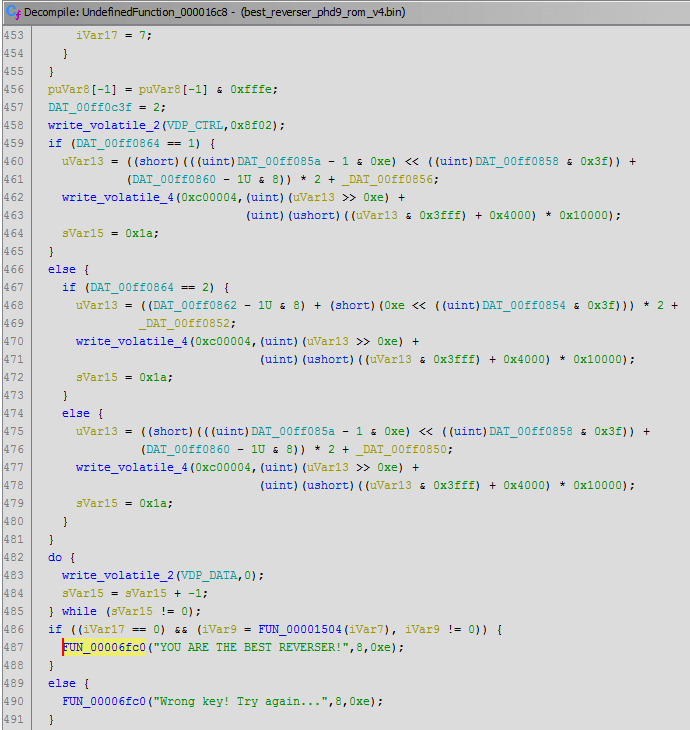 Decompile: UndefinedFunction_000016c8 - (best_reverser_phd9_rom_v4.bin)
453 iVar17 = 7;
454 }
455 }
456 puVar8[-1] = puVar8[-1] & 0xfffe;
457 DAT_00ff0c3f = 2;
458 write_volatile_2(VDP_CTRL,0x8f02);
459 if (DAT_00ff0864 == 1) {
460 uVar13 = ((short)(((uint)DAT_00ff085a - 1 & 0xe) << ((uint)DAT_00ff0858 & 0x3f)) +
461 (DAT_00ff0860 - 1U & 8)) * 2 + _DAT_00ff0856;
462 write_volatile_4(0xc00004,(uint)(uVar13 >> 0xe) +
463 (uint)(ushort)((uVar13 & 0x3fff) + 0x4000) * 0x10000);
464 sVar15 = 0x1a;
465 }
466 else {
467 if (DAT_00ff0864 == 2) {
468 uVar13 = ((DAT_00ff0862 - 1U & 8) + (short)(0xe << ((uint)DAT_00ff0854 & 0x3f))) * 2 +
469 _DAT_00ff0852;
470 write_volatile_4(0xc00004,(uint)(uVar13 >> 0xe) +
471 (uint)(ushort)((uVar13 & 0x3fff) + 0x4000) * 0x10000);
472 sVar15 = 0x1a;
473 }
474 else {
475 uVar13 = ((short)(((uint)DAT_00ff085a - 1 & 0xe) << ((uint)DAT_00ff0858 & 0x3f)) +
476 (DAT_00ff0860 - 1U & 8)) * 2 + _DAT_00ff0850;
477 write_volatile_4(0xc00004,(uint)(uVar13 >> 0xe) +
478 (uint)(ushort)((uVar13 & 0x3fff) + 0x4000) * 0x10000);
479 sVar15 = 0x1a;
480 }
481 }
482 do {
483 write_volatile_2(VDP_DATA,0);
484 sVar15 = sVar15 + -1;
485 } while (sVar15 != 0);
486 if ((iVar17 == 0) && (iVar9 = FUN_00001504(iVar7), iVar9 != 0)) {
487 FUN_00006fc0("YOU ARE THE BEST REVERSER!",8,0xe);
488 }
489 else {
490 FUN_00006fc0("Wrong key! Try again...",8,0xe);
491 }